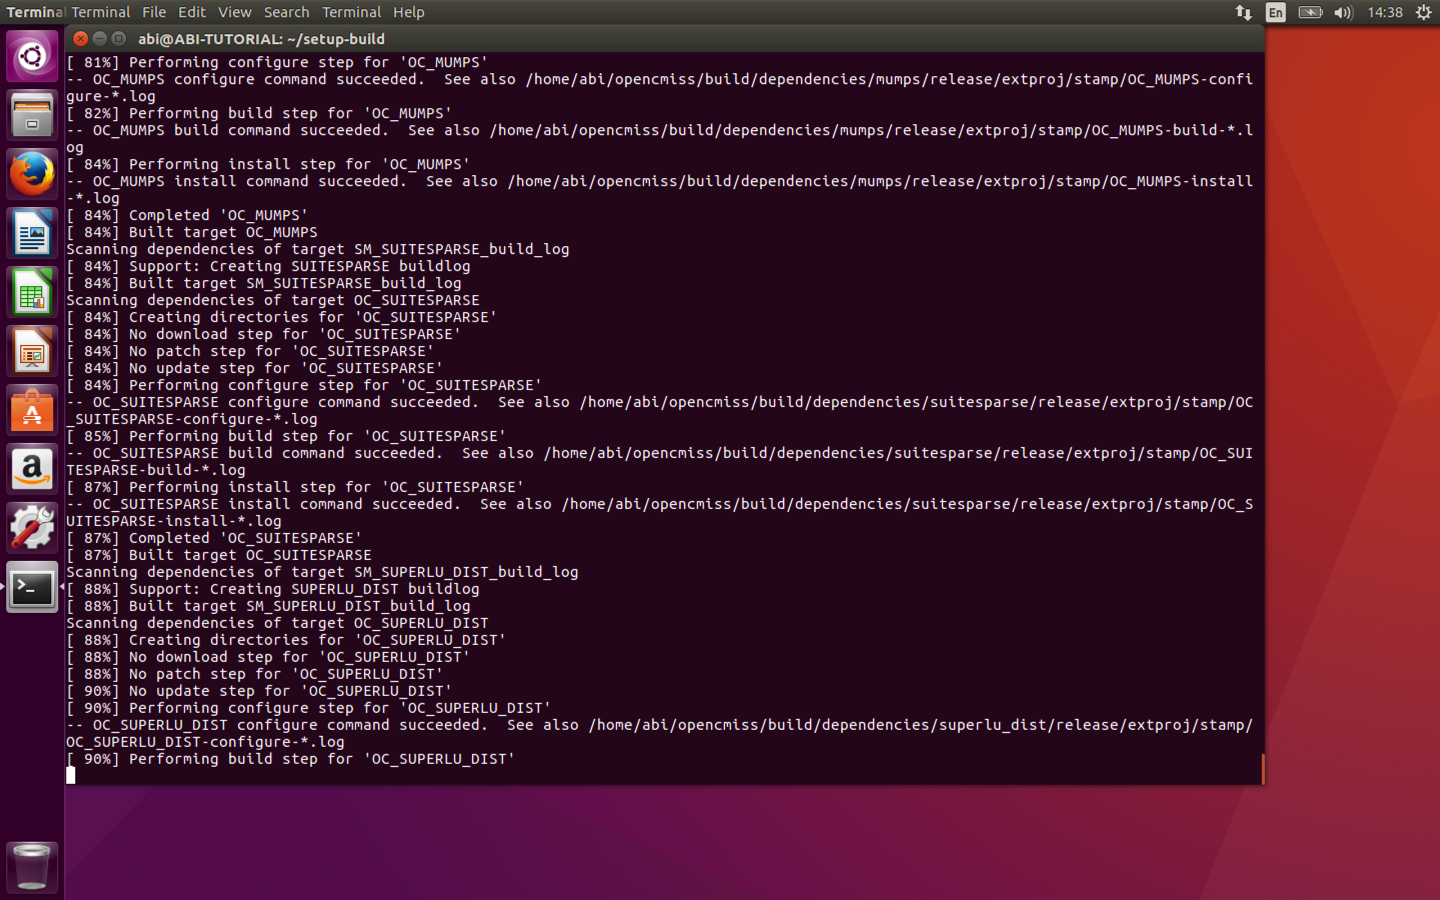 Terminal Terminal File Edit View Search Terminal Help En 14:38
abi@ABI-TUTORIAL: ~/setup-build
[ 81%] Performing configure step for 'OC_MUMPS'
-- OC_MUMPS configure command succeeded.  See also /home/abi/opencmiss/build/dependencies/mumps/release/extproj/stamp/OC_MUMPS-confi
gure-*.log
[ 82%] Performing build step for 'OC_MUMPS'
-- OC_MUMPS build command succeeded.  See also /home/abi/opencmiss/build/dependencies/mumps/release/extproj/stamp/OC_MUMPS-build-*.l
og
[ 84%] Performing install step for 'OC_MUMPS'
-- OC_MUMPS install command succeeded.  See also /home/abi/opencmiss/build/dependencies/mumps/release/extproj/stamp/OC_MUMPS-install
-*.log
[ 84%] Completed 'OC_MUMPS'
[ 84%] Built target OC_MUMPS
Scanning dependencies of target SM_SUITESPARSE_build_log
[ 84%] Support: Creating SUITESPARSE buildlog
[ 84%] Built target SM_SUITESPARSE_build_log
Scanning dependencies of target OC_SUITESPARSE
[ 84%] Creating directories for 'OC_SUITESPARSE'
[ 84%] No download step for 'OC_SUITESPARSE'
[ 84%] No patch step for 'OC_SUITESPARSE'
[ 84%] No update step for 'OC_SUITESPARSE'
[ 84%] Performing configure step for 'OC_SUITESPARSE'
-- OC_SUITESPARSE configure command succeeded.  See also /home/abi/opencmiss/build/dependencies/suitesparse/release/extproj/stamp/OC
_SUITESPARSE-configure-*.log
[ 85%] Performing build step for 'OC_SUITESPARSE'
-- OC_SUITESPARSE build command succeeded.  See also /home/abi/opencmiss/build/dependencies/suitesparse/release/extproj/stamp/OC_SUI
TESPARSE-build-*.log
[ 87%] Performing install step for 'OC_SUITESPARSE'
-- OC_SUITESPARSE install command succeeded.  See also /home/abi/opencmiss/build/dependencies/suitesparse/release/extproj/stamp/OC_S
UITESPARSE-install-*.log
[ 87%] Completed 'OC_SUITESPARSE'
[ 87%] Built target OC_SUITESPARSE
Scanning dependencies of target SM_SUPERLU_DIST_build_log
[ 88%] Support: Creating SUPERLU_DIST buildlog
[ 88%] Built target SM_SUPERLU_DIST_build_log
Scanning dependencies of target OC_SUPERLU_DIST
[ 88%] Creating directories for 'OC_SUPERLU_DIST'
[ 88%] No download step for 'OC_SUPERLU_DIST'
[ 88%] No patch step for 'OC_SUPERLU_DIST'
[ 90%] No update step for 'OC_SUPERLU_DIST'
[ 90%] Performing configure step for 'OC_SUPERLU_DIST'
-- OC_SUPERLU_DIST configure command succeeded.  See also /home/abi/opencmiss/build/dependencies/superlu_dist/release/extproj/stamp/
OC_SUPERLU_DIST-configure-*.log
[ 90%] Performing build step for 'OC_SUPERLU_DIST'